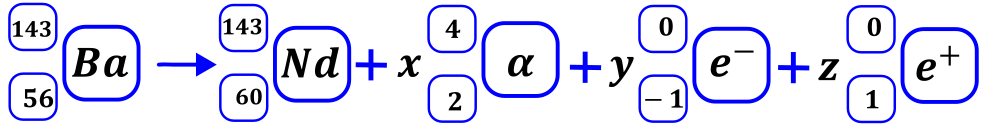 143 56 Ba → 143 60 Nd + x 4 2 α + y 0 −1 e⁻ + z 0 1 e⁺